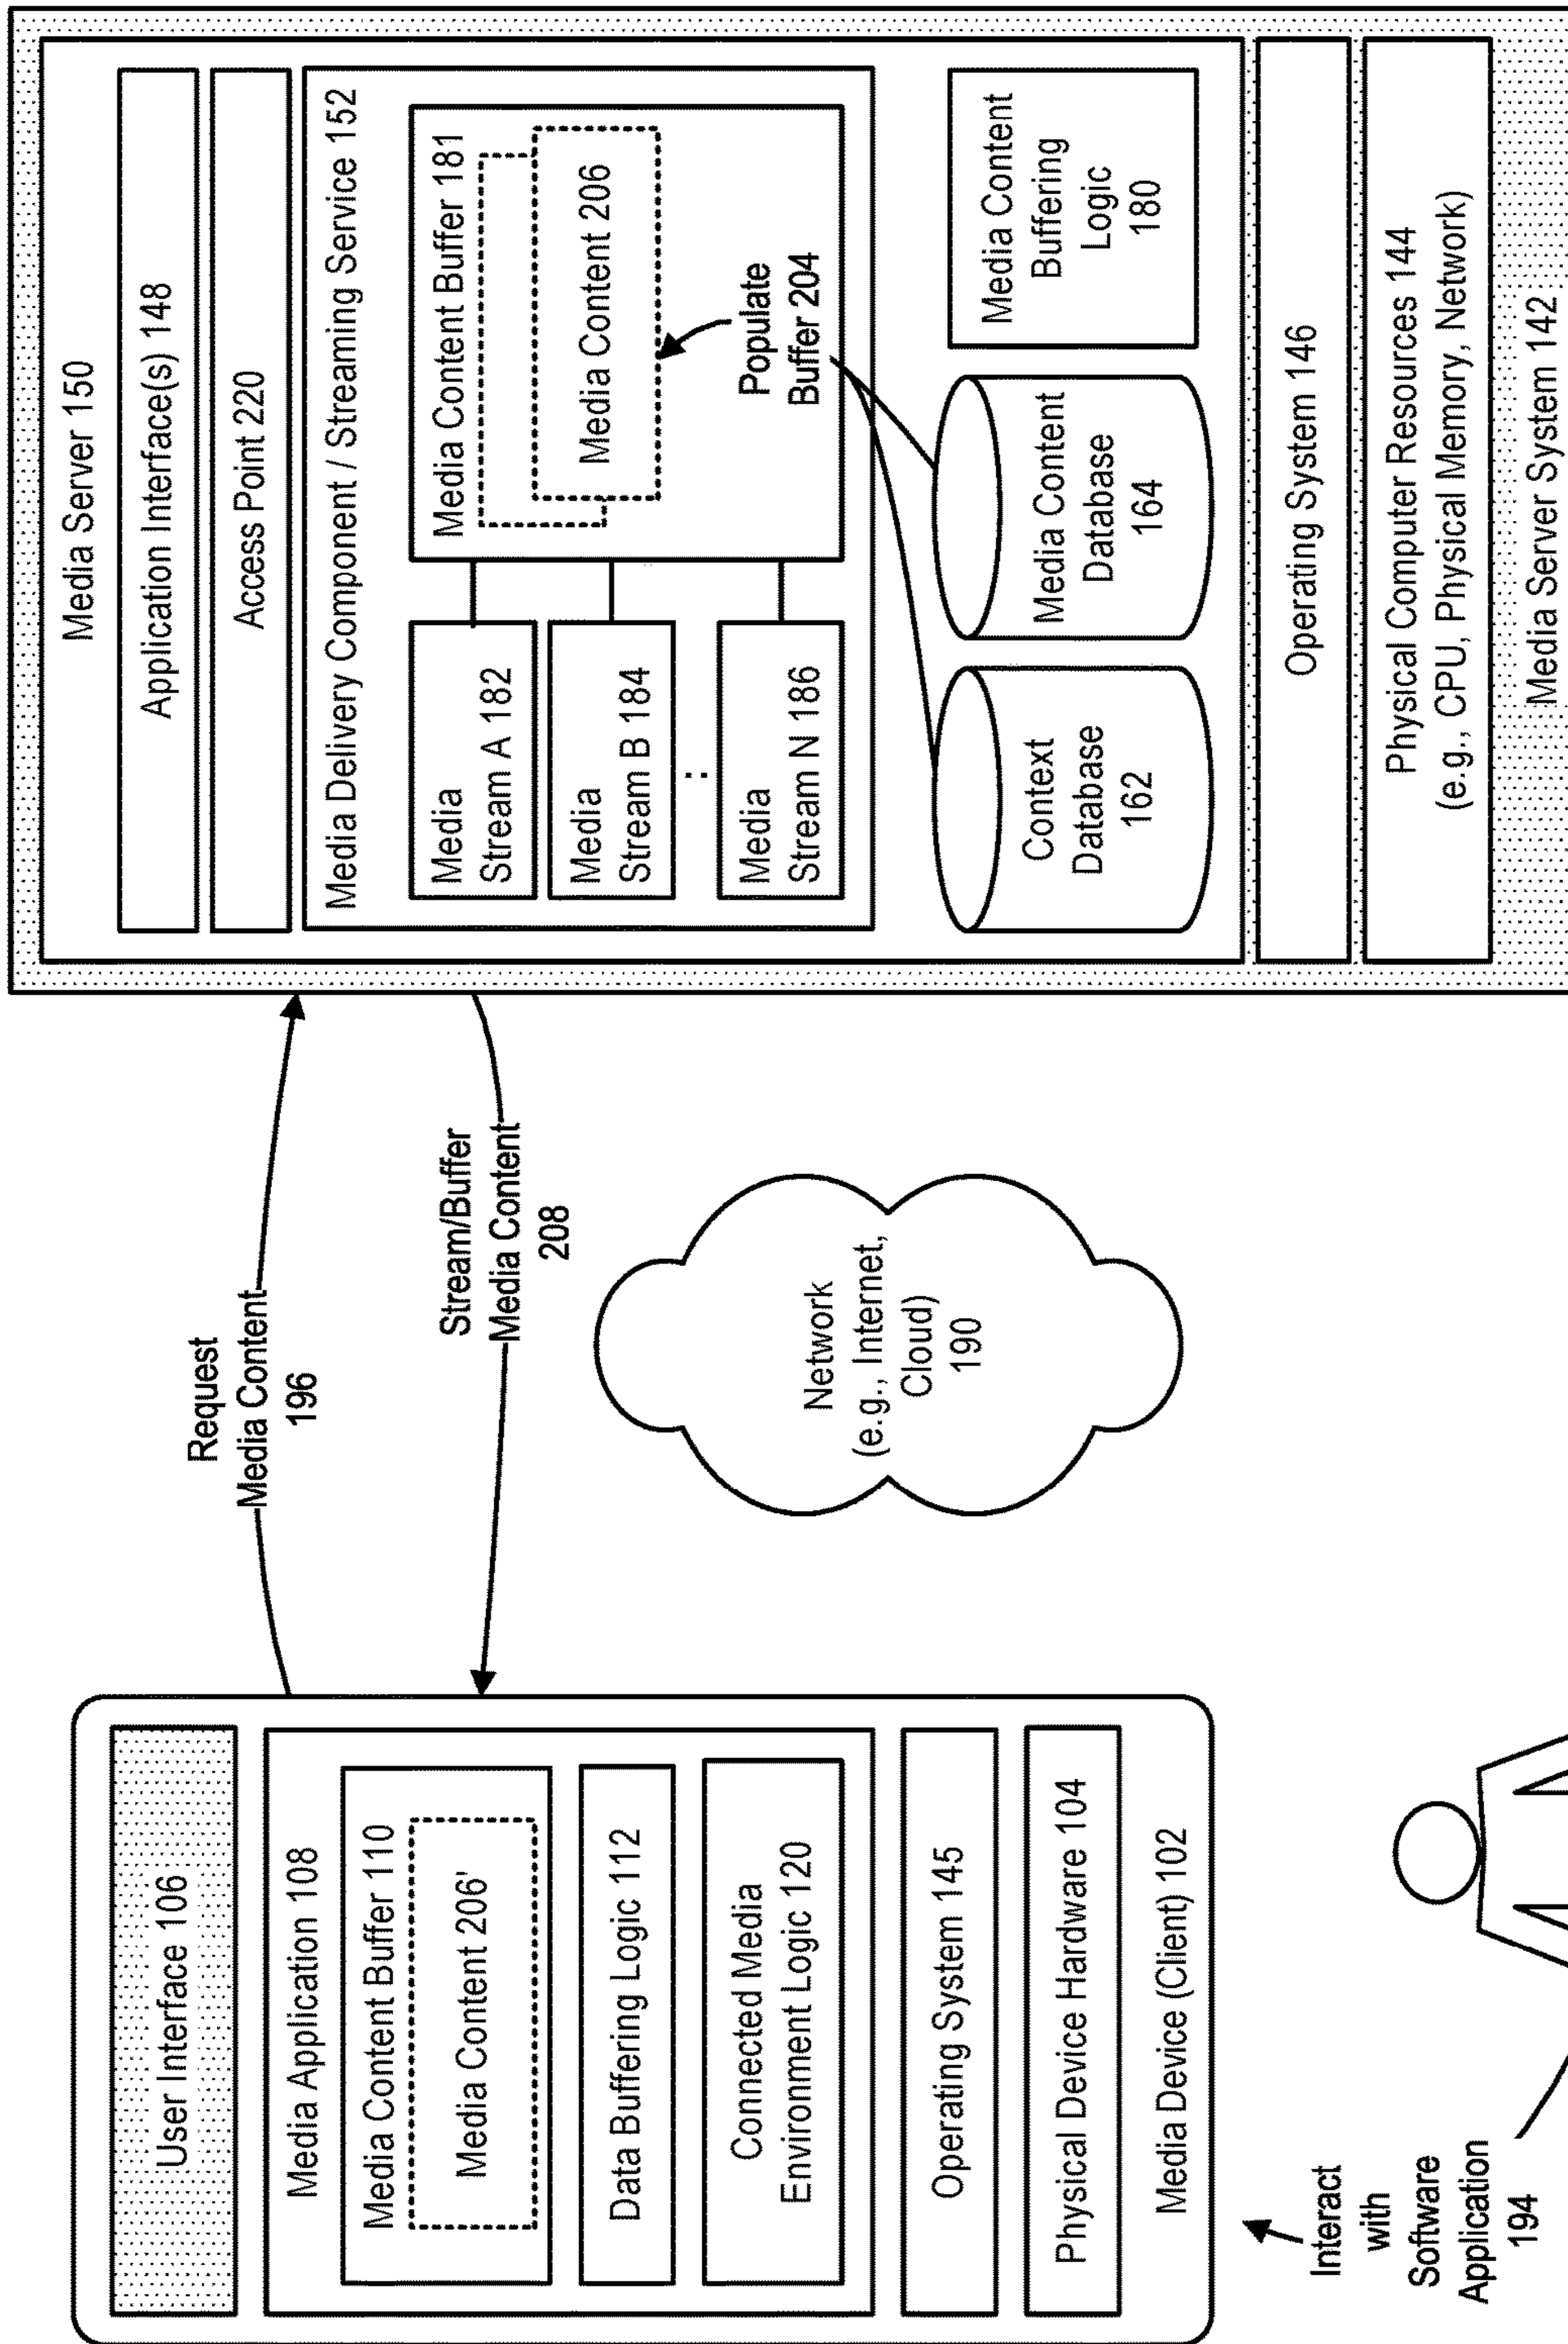 User Interface 106
Media Application 108
Media Content Buffer 110
Media Content 206'
Data Buffering Logic 112
Connected Media
Environment Logic 120
Operating System 145
Physical Device Hardware 104
Media Device (Client) 102
Interact
with
Software
Application
194
Request
Media Content
196
Stream/Buffer
Media Content
208
Network
(e.g., Internet,
Cloud)
190
Media Server 150
Application Interface(s) 148
Access Point 220
Media Delivery Component / Streaming Service 152
Media
Stream A 182
Media
Stream B 184
:
Media
Stream N 186
Media Content Buffer 181
Media Content 206
Populate
Buffer 204
Context
Database
162
Media Content
Database
164
Media Content
Buffering
Logic
180
Operating System 146
Physical Computer Resources 144
(e.g., CPU, Physical Memory, Network)
Media Server System 142